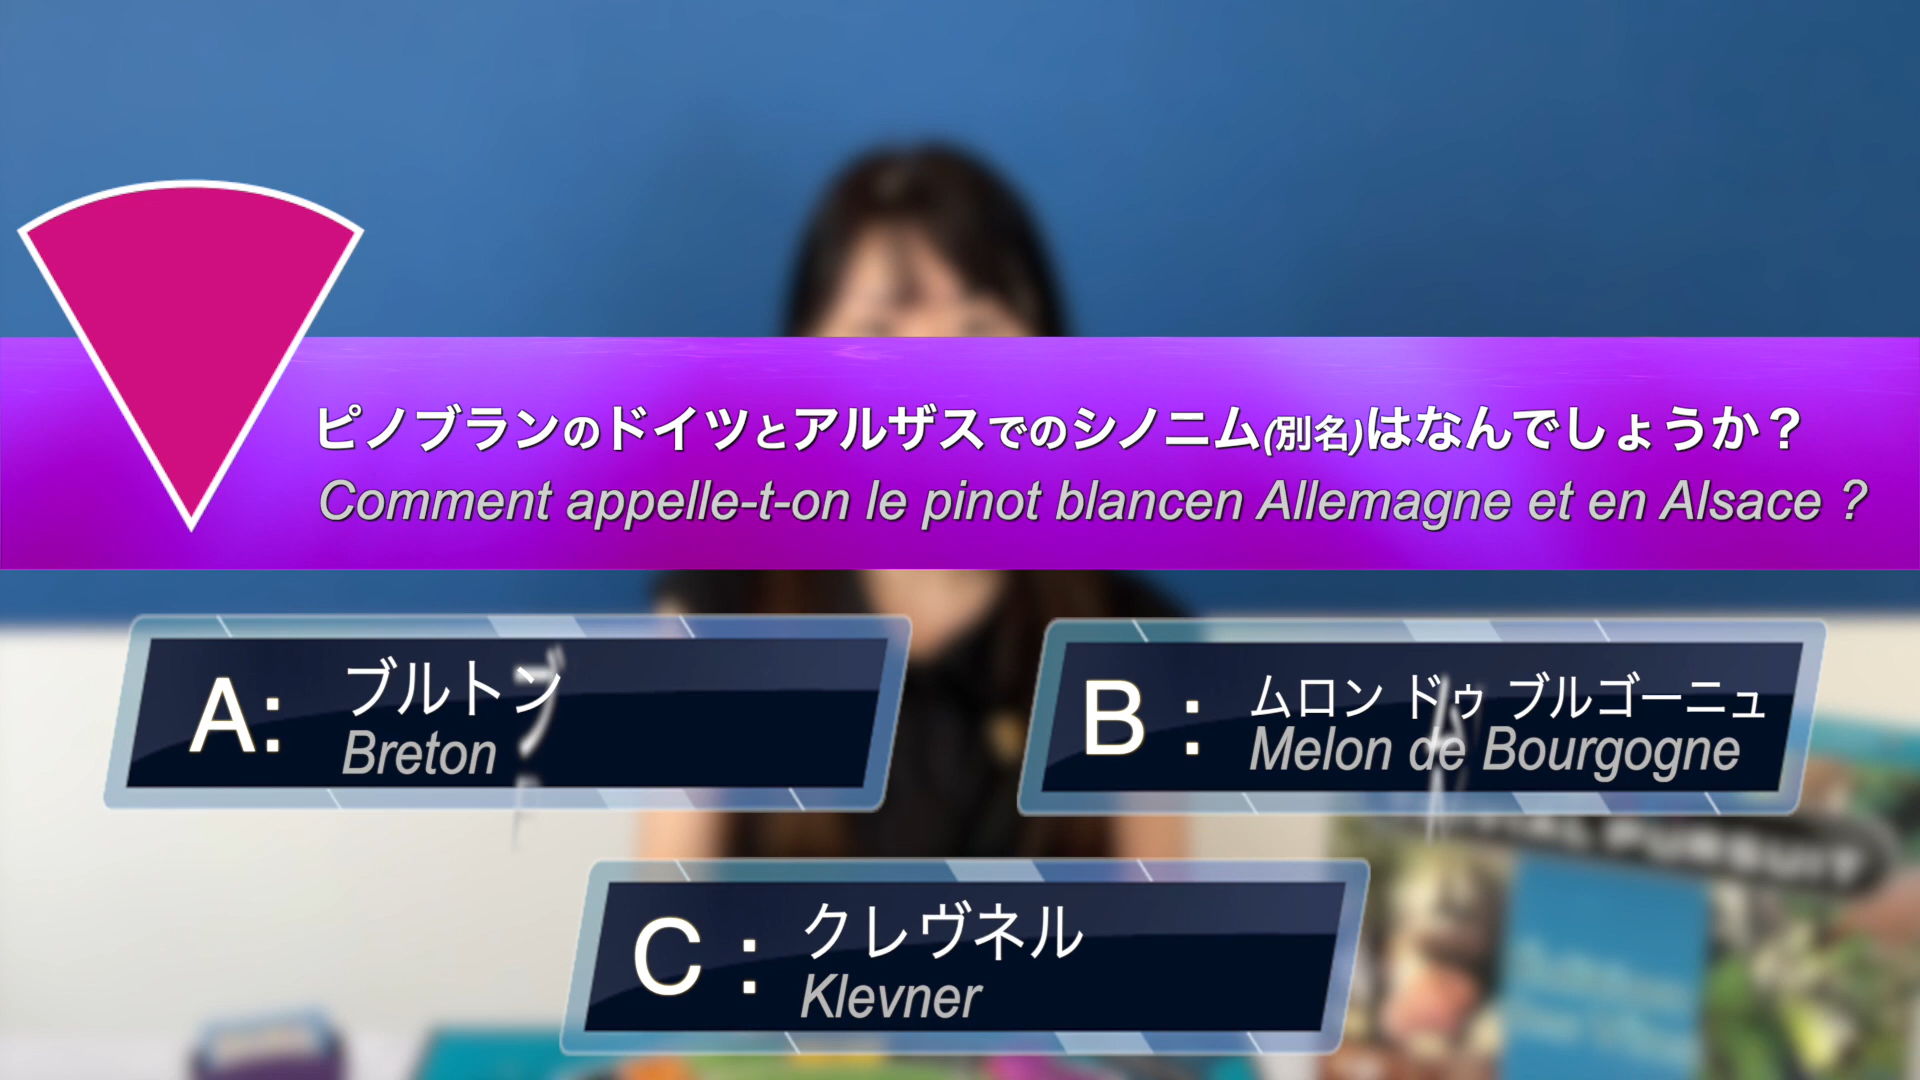 ピノブランのドイツとアルザスでのシノニム(別名)はなんでしょうか？
Comment appelle-t-on le pinot blancen Allemagne et en Alsace ?
A: ブルトン
Breton
B : ムロン ドゥ ブルゴーニュ
Melon de Bourgogne
C : クレヴネル
Klevner
PURSUIT